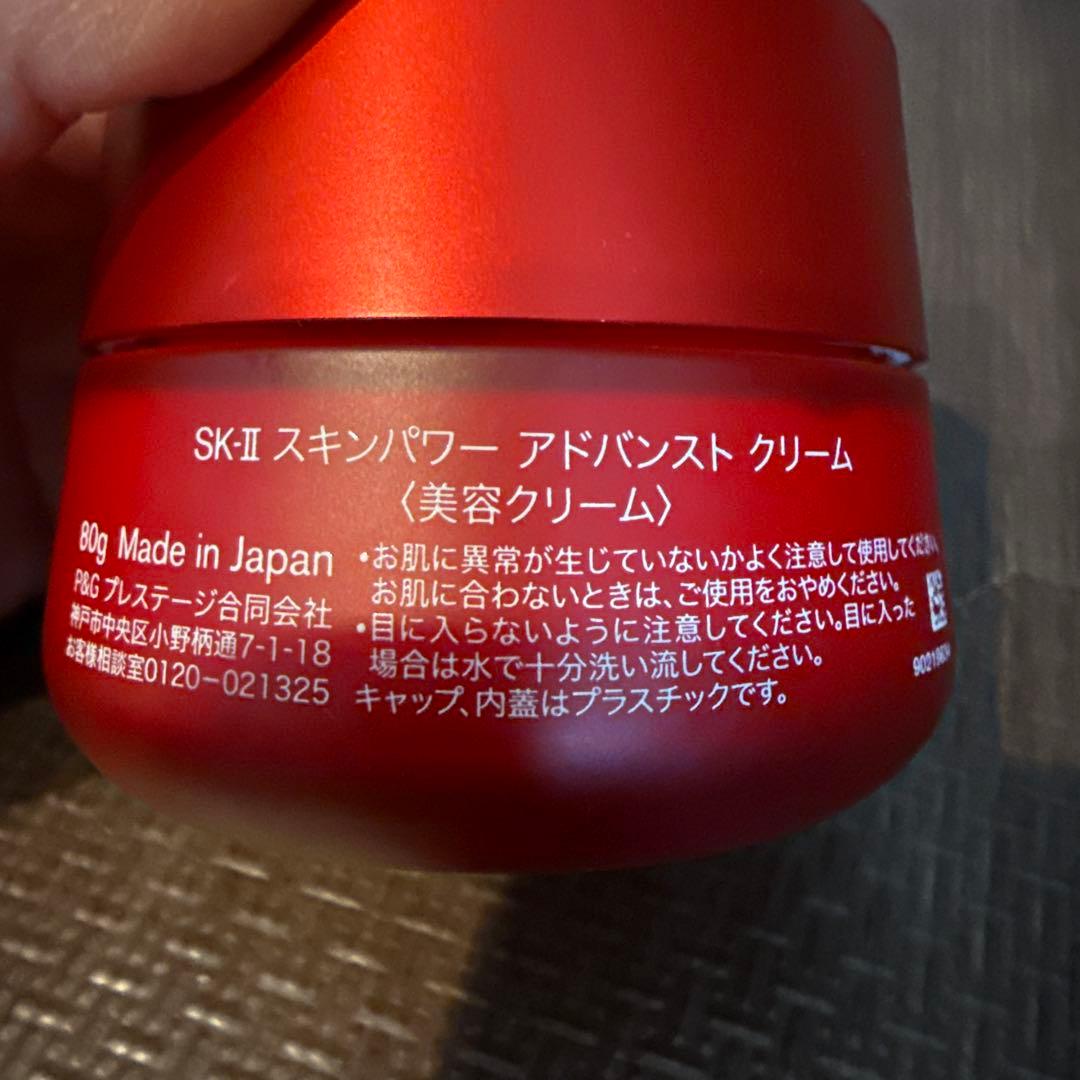 SK-II スキンパワー アドバンスト クリーム
〈美容クリーム〉
80g Made in Japan
P&G プレステージ合同会社
神戸市中央区小野柄通7-1-18
お客様相談室0120-021325
・お肌に異常が生じていないかよく注意して使用してください。
お肌に合わないときは、ご使用をおやめください。
・目に入らないように注意してください。目に入った
場合は水で十分洗い流してください。
キャップ、内蓋はプラスチックです。